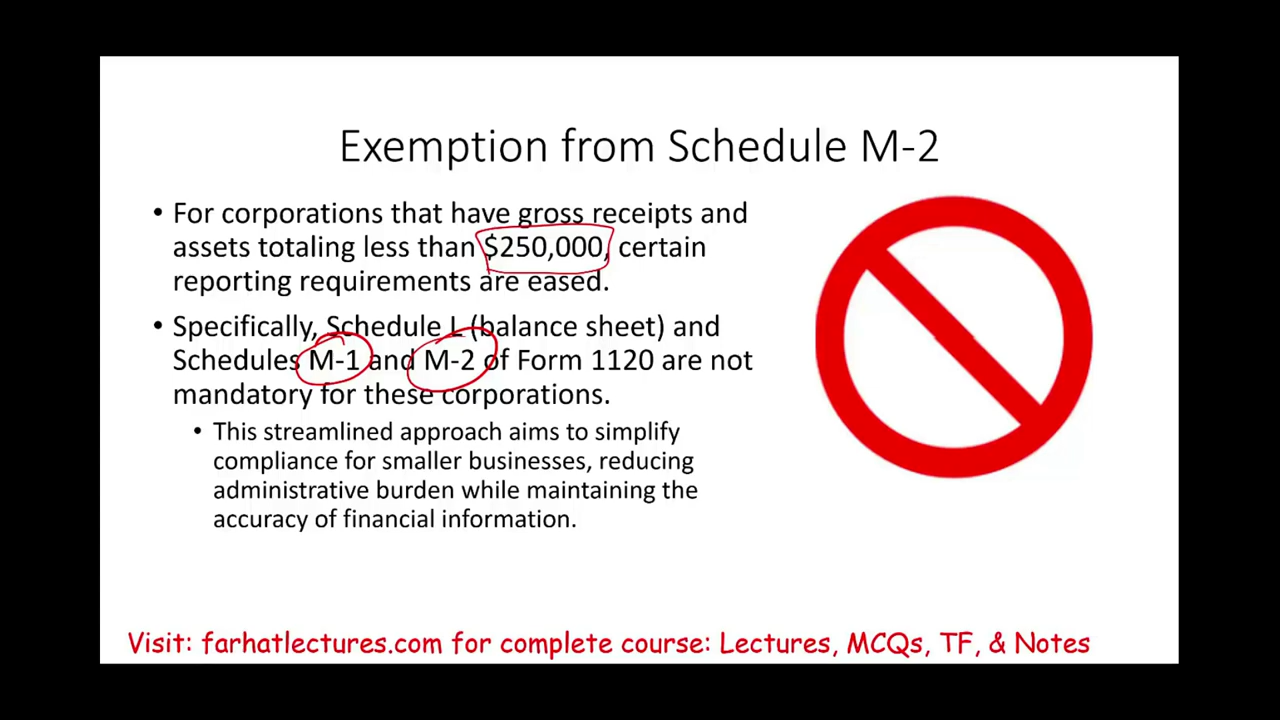 Exemption from Schedule M-2
• For corporations that have gross receipts and
assets totaling less than $250,000, certain
reporting requirements are eased.
• Specifically, Schedule L (balance sheet) and
Schedules M-1 and M-2 of Form 1120 are not
mandatory for these corporations.
• This streamlined approach aims to simplify
compliance for smaller businesses, reducing
administrative burden while maintaining the
accuracy of financial information.
Visit: farhatlectures.com for complete course: Lectures, MCQs, TF, & Notes